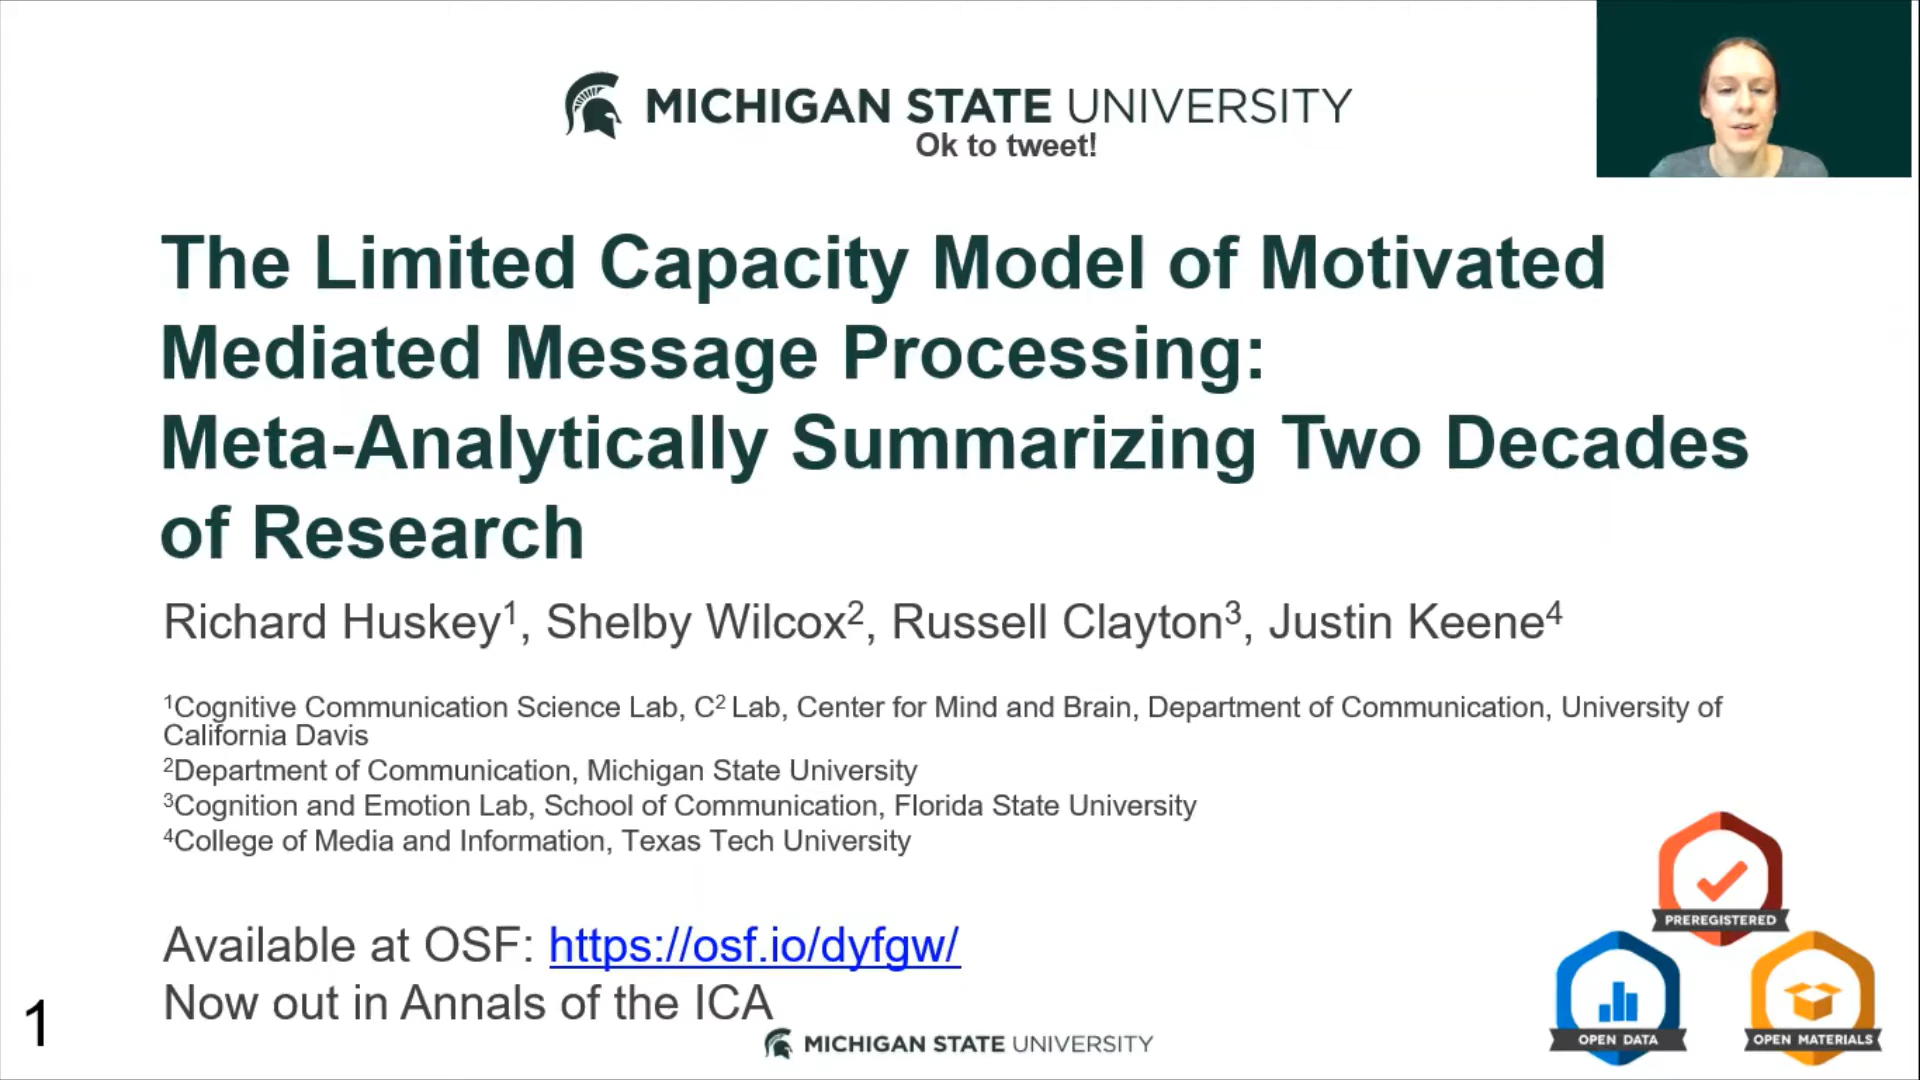 MICHIGAN STATE UNIVERSITY
Ok to tweet!
The Limited Capacity Model of Motivated
Mediated Message Processing:
Meta-Analytically Summarizing Two Decades
of Research
Richard Huskey1, Shelby Wilcox2, Russell Clayton3, Justin Keene4
1Cognitive Communication Science Lab, C2 Lab, Center for Mind and Brain, Department of Communication, University of
California Davis
2Department of Communication, Michigan State University
3Cognition and Emotion Lab, School of Communication, Florida State University
4College of Media and Information, Texas Tech University
Available at OSF: https://osf.io/dyfgw/
Now out in Annals of the ICA
1
MICHIGAN STATE UNIVERSITY
PREREGISTERED
OPEN DATA
OPEN MATERIALS